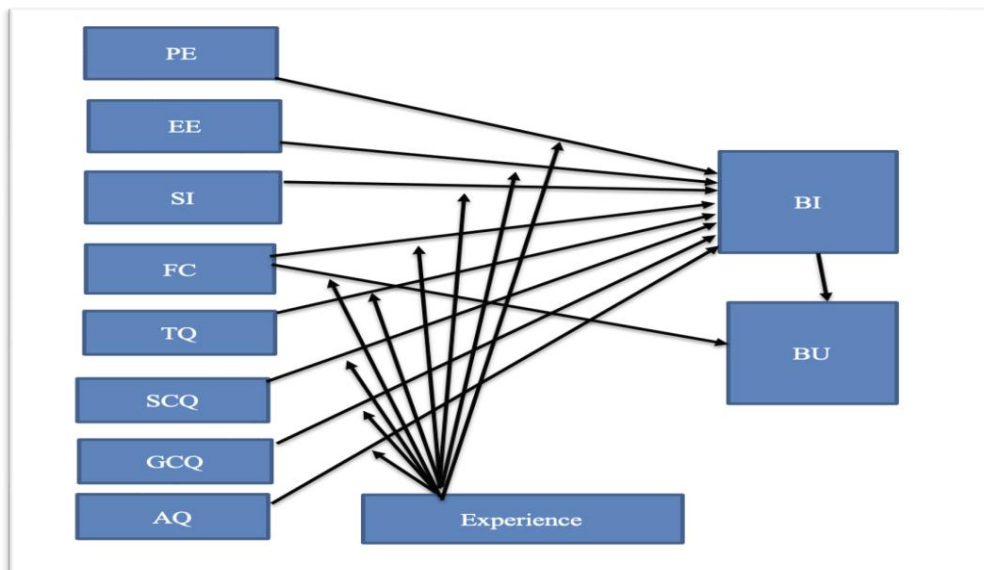 PE
EE
SI
FC
TQ
SCQ
GCQ
AQ
Experience
BI
BU